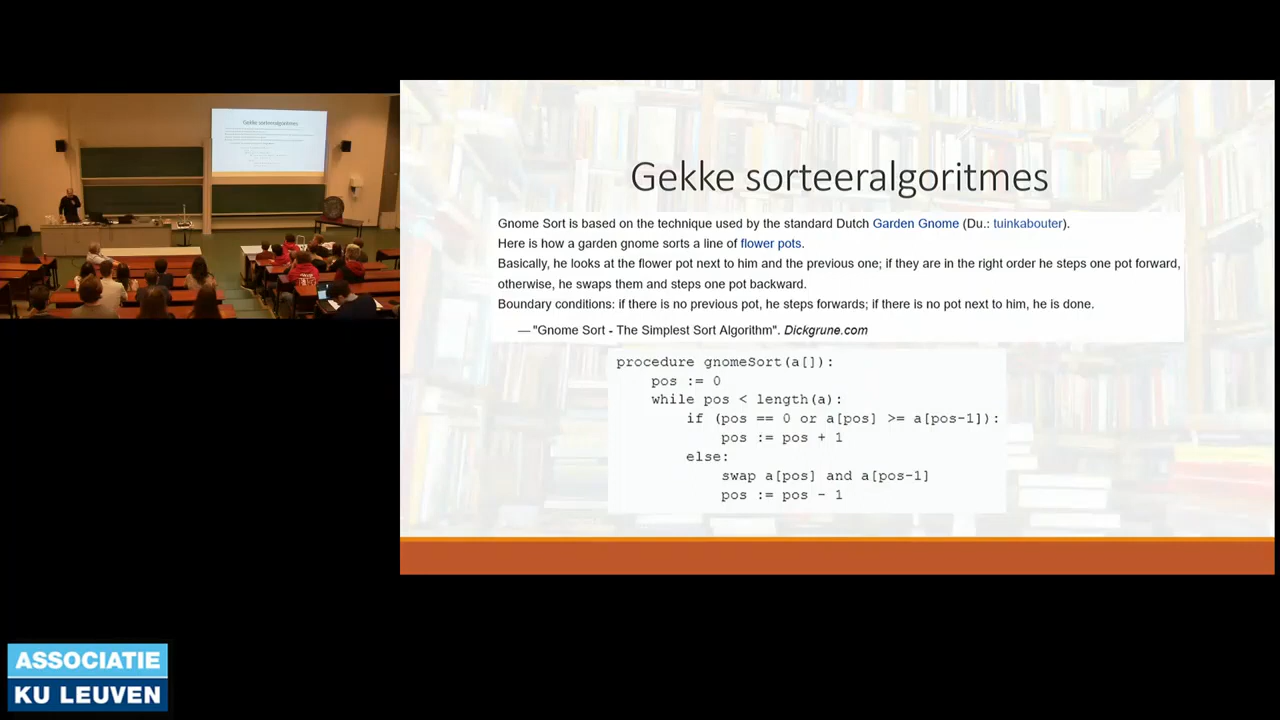 Gekke sorteeralgoritmes
Gekke sorteeralgoritmes
Gnome Sort is based on the technique used by the standard Dutch Garden Gnome (Du.: tuinkabouter).
Here is how a garden gnome sorts a line of flower pots.
Basically, he looks at the flower pot next to him and the previous one; if they are in the right order he steps one pot forward,
otherwise, he swaps them and steps one pot backward.
Boundary conditions: if there is no previous pot, he steps forwards; if there is no pot next to him, he is done.
— "Gnome Sort - The Simplest Sort Algorithm". Dickgrune.com
procedure gnomeSort(a[]):
    pos := 0
    while pos < length(a):
        if (pos == 0 or a[pos] >= a[pos-1]):
            pos := pos + 1
        else:
            swap a[pos] and a[pos-1]
            pos := pos - 1
ASSOCIATIE
KU LEUVEN